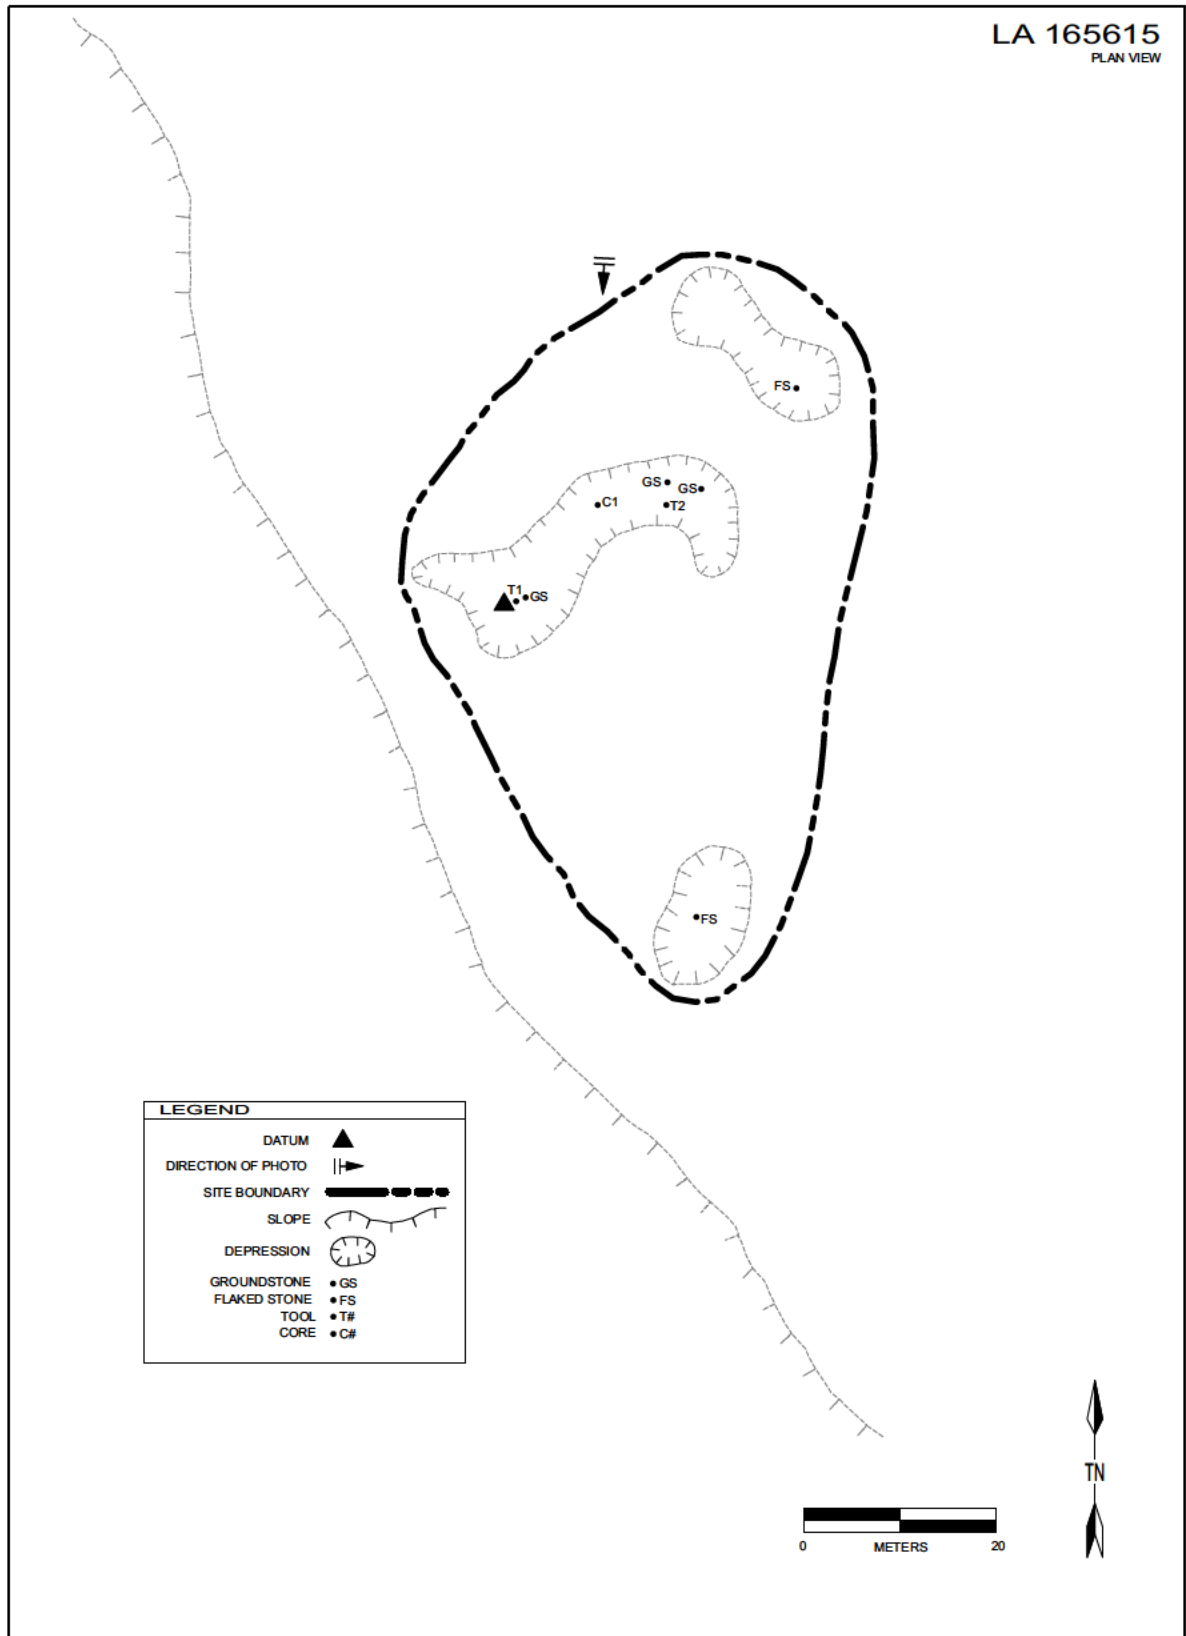 LA 165615
PLAN VIEW
FS
GS
GS
C1
T2
T1
GS
FS
LEGEND
DATUM
DIRECTION OF PHOTO
SITE BOUNDARY
SLOPE
DEPRESSION
GROUNDSTONE GS
FLAKED STONE FS
TOOL T#
CORE C#
TN
0 METERS 20